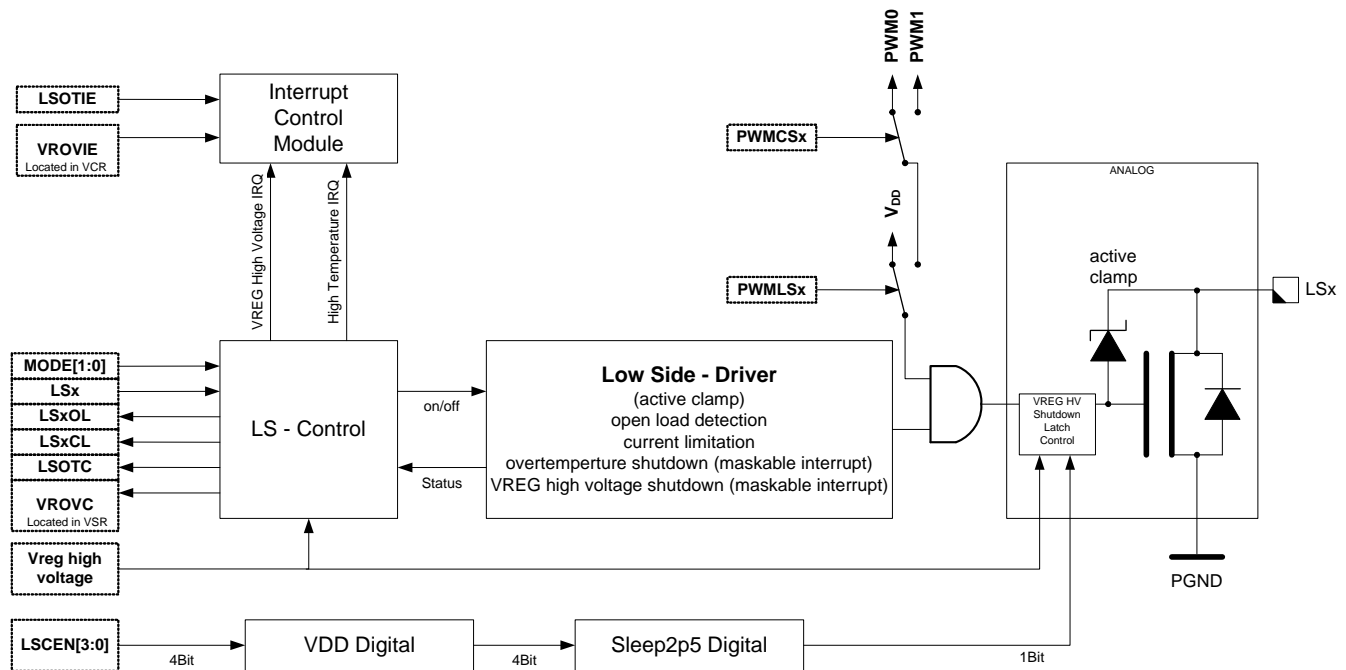 PWM0
PWM1
LSOTIE
VROVIE
Located in VCR
Interrupt
Control
Module
PWMCSx
VREG High Voltage IRQ
High Temperature IRQ
VDD
PWMLSx
ANALOG
active
clamp
LSx
MODE[1:0]
LSx
LSxOL
LSxCL
LSOTC
VROVC
Located in VSR
LS - Control
on/off
Status
Low Side - Driver
(active clamp)
open load detection
current limitation
overtemperture shutdown (maskable interrupt)
VREG high voltage shutdown (maskable interrupt)
VREG HV
Shutdown
Latch
Control
PGND
Vreg high
voltage
LSCEN[3:0]
4Bit
VDD Digital
4Bit
Sleep2p5 Digital
1Bit